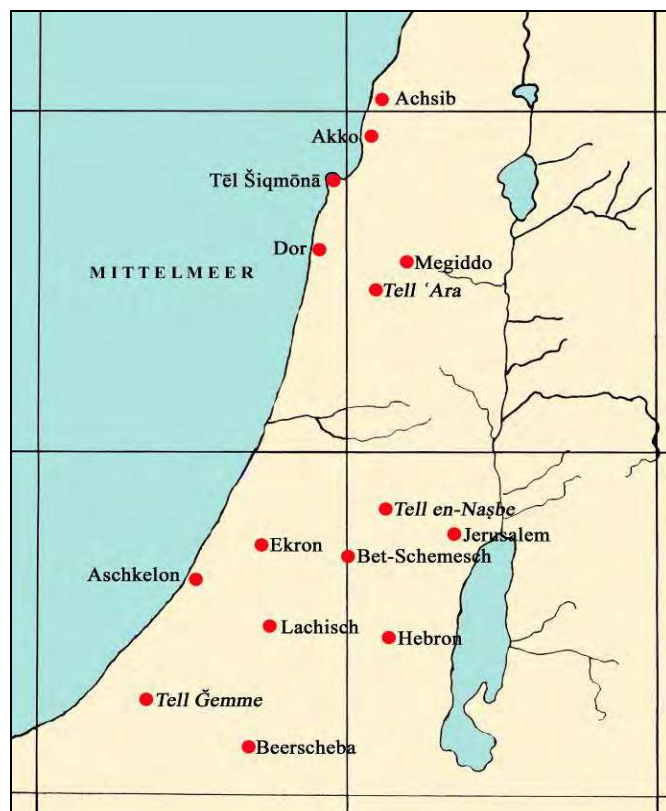 Achsib
Akko
Tēl Šiqmōnā
Dor
MITTELMEER
Megiddo
Tell ʿAra
Tell en-Naṣbe
Jerusalem
Ekron
Bet-Schemesch
Aschkelon
Lachisch
Hebron
Tell Ǧemme
Beerscheba